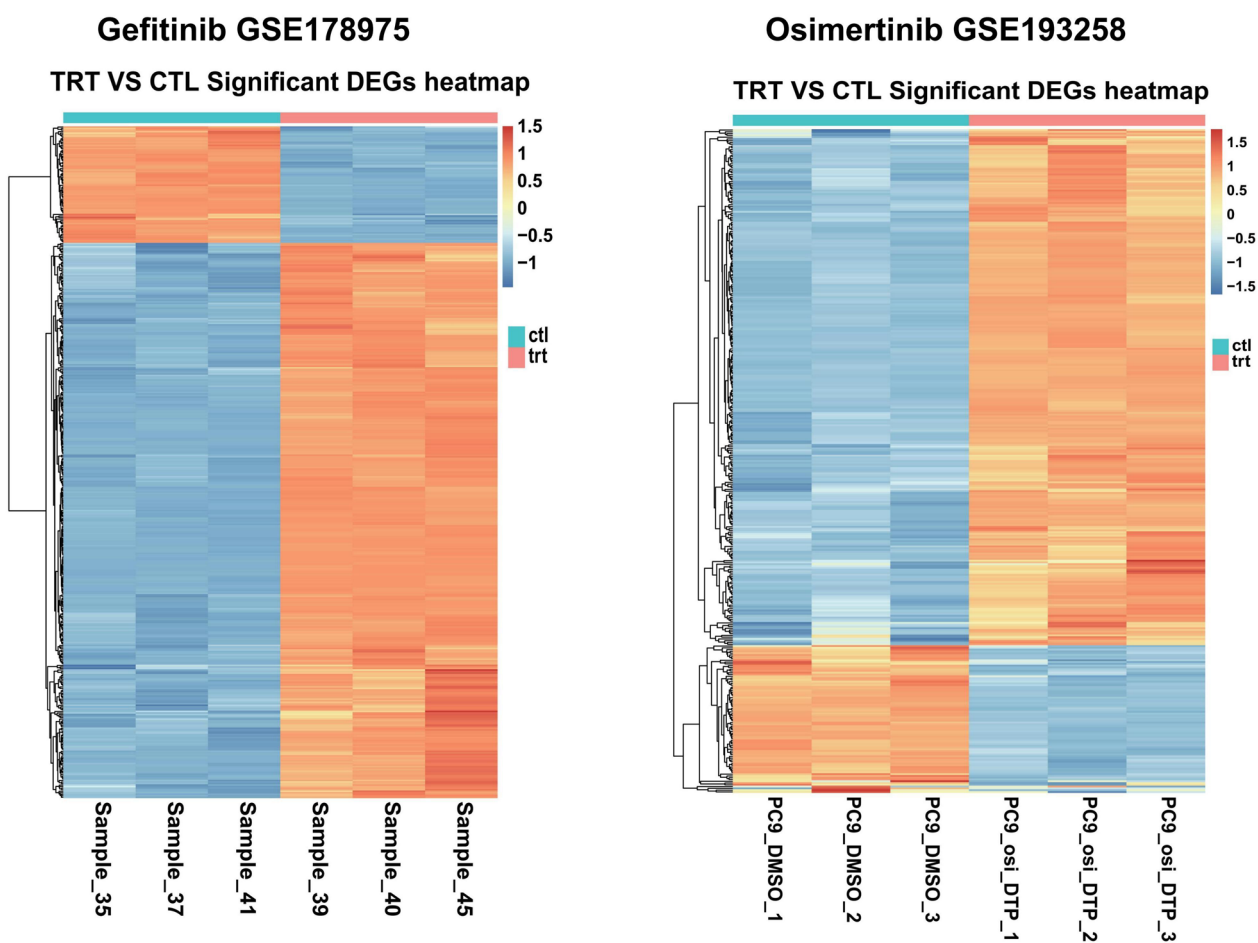 Gefitinib GSE178975
TRT VS CTL Significant DEGs heatmap
1.5
1
0.5
0
−0.5
−1
ctl
trt
Sample_35
Sample_37
Sample_41
Sample_39
Sample_40
Sample_45
Osimertinib GSE193258
TRT VS CTL Significant DEGs heatmap
1.5
1
0.5
0
−0.5
−1
−1.5
ctl
trt
PC9_DMSO_1
PC9_DMSO_2
PC9_DMSO_3
PC9_osi_DTP_1
PC9_osi_DTP_2
PC9_osi_DTP_3